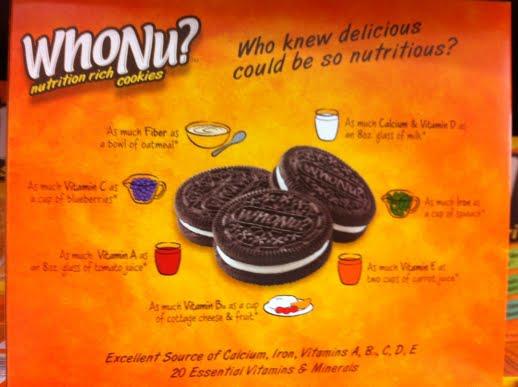 WhoNu?
nutrition rich cookies
Who knew delicious
could be so nutritious?
As much Fiber as
a bowl of oatmeal*
As much Calcium & Vitamin D as
an 8oz. glass of milk*
As much Vitamin C as
a cup of blueberries*
As much Iron as
a cup of spinach*
WHONU?
WHONU?
As much Vitamin A as
an 8oz. glass of tomato juice*
As much Vitamin E as
two cups of carrot juice*
As much Vitamin B₁₂ as a cup
of cottage cheese & fruit*
Excellent Source of Calcium, Iron, Vitamins A, B₁₂, C, D, E
20 Essential Vitamins & Minerals